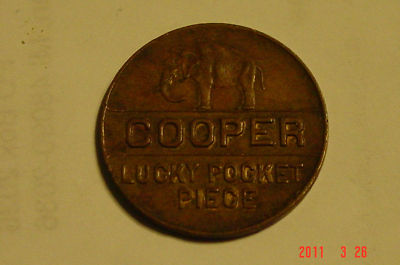 COOPER
LUCKY POCKET
PIECE
2011 3 26